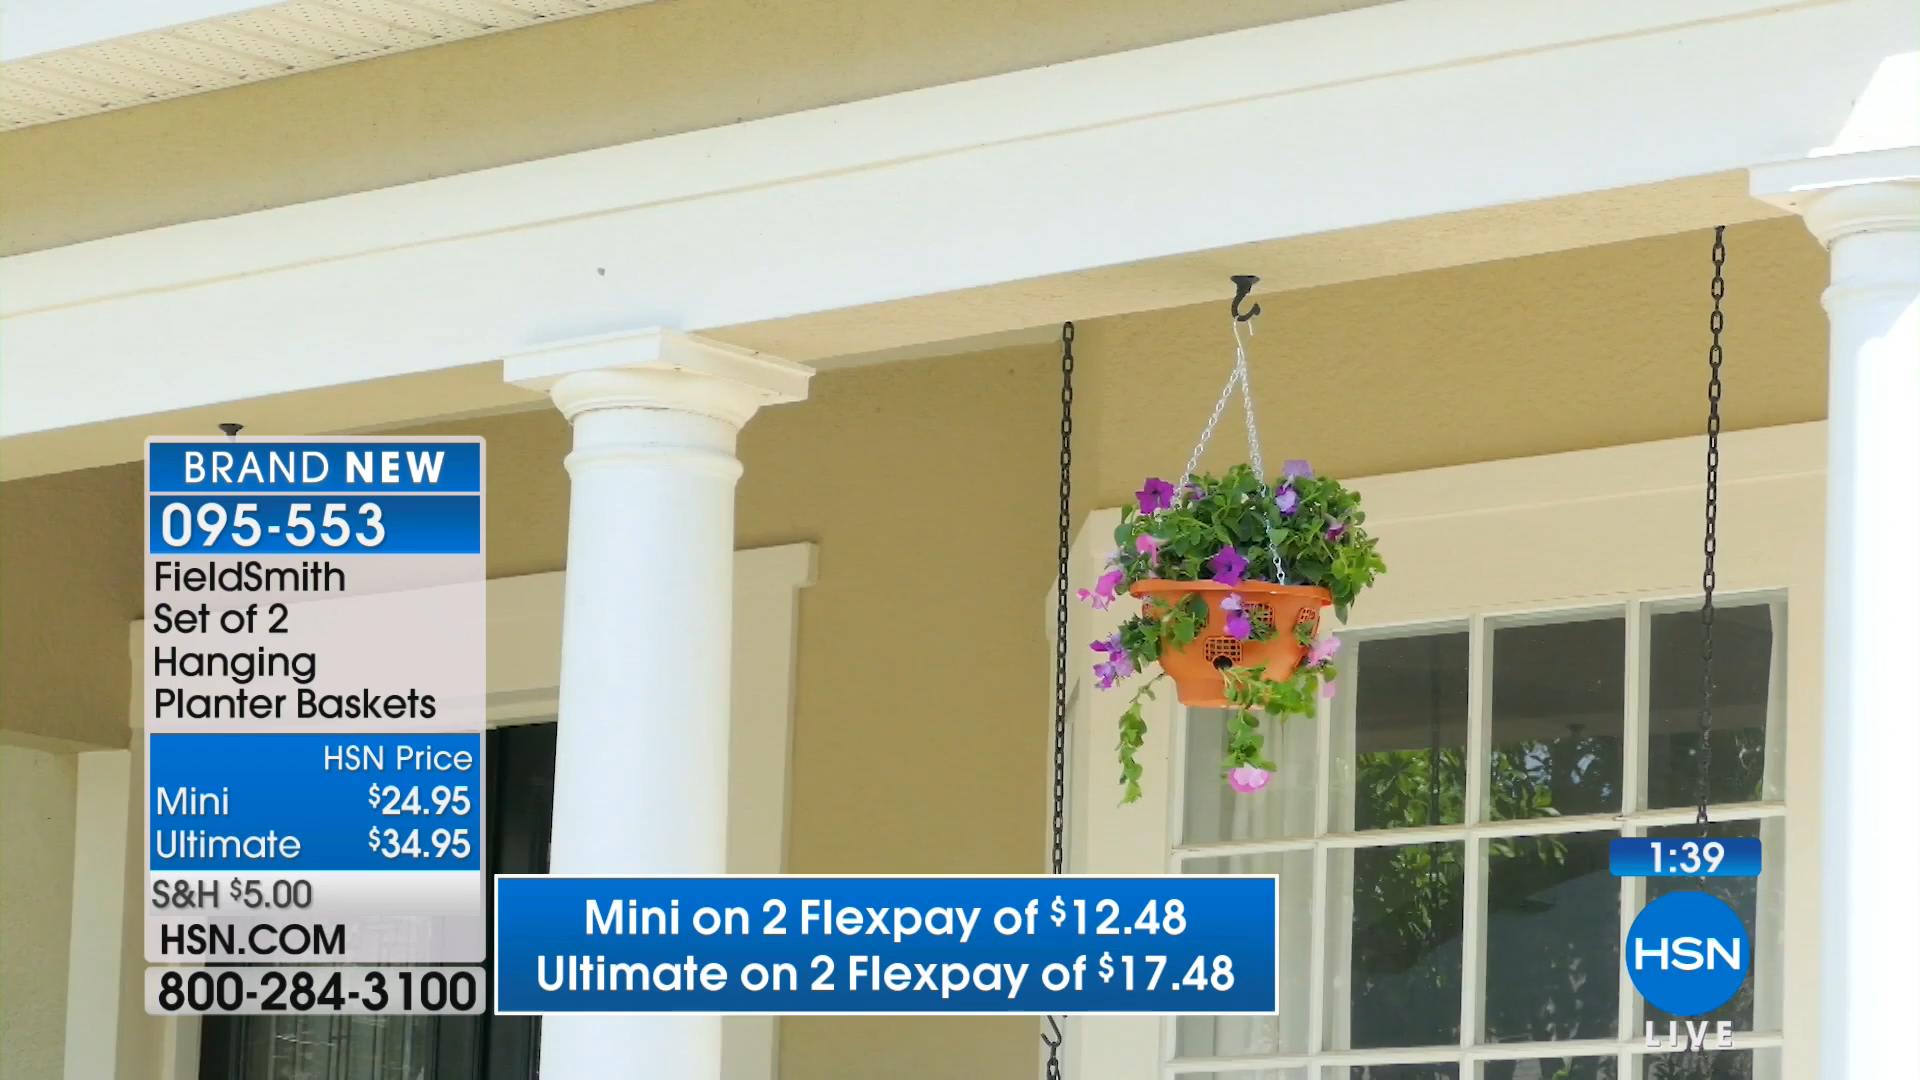 BRAND NEW
095-553
FieldSmith
Set of 2
Hanging
Planter Baskets
HSN Price
Mini $24.95
Ultimate $34.95
S&H $5.00
HSN.COM
800-284-3100
Mini on 2 Flexpay of $12.48
Ultimate on 2 Flexpay of $17.48
1:39
HSN
LIVE